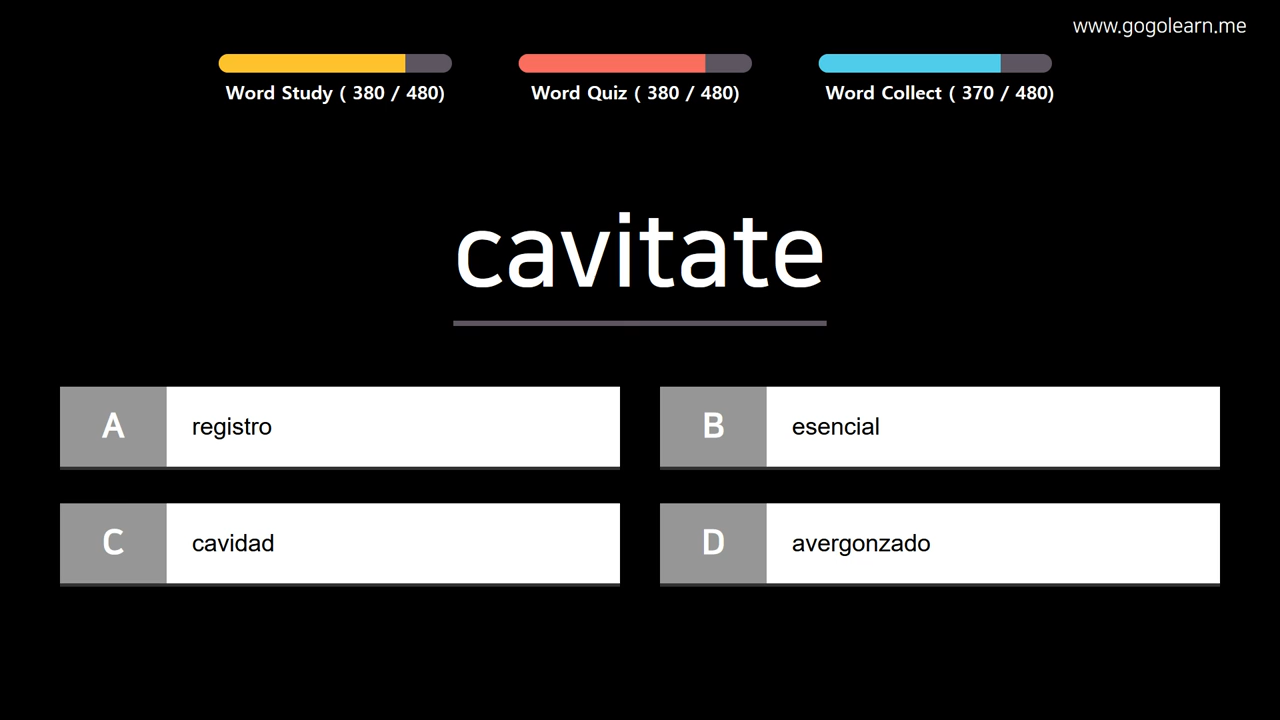 www.gogolearn.me
Word Study ( 380 / 480)
Word Quiz ( 380 / 480)
Word Collect ( 370 / 480)
cavitate
A registro
B esencial
C cavidad
D avergonzado